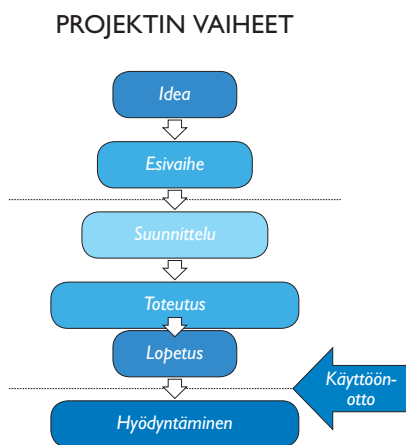 PROJEKTIN VAIHEET
Idea
Esivaihe
Suunnittelu
Toteutus
Lopetus
Käyttöön-
otto
Hyödyntäminen